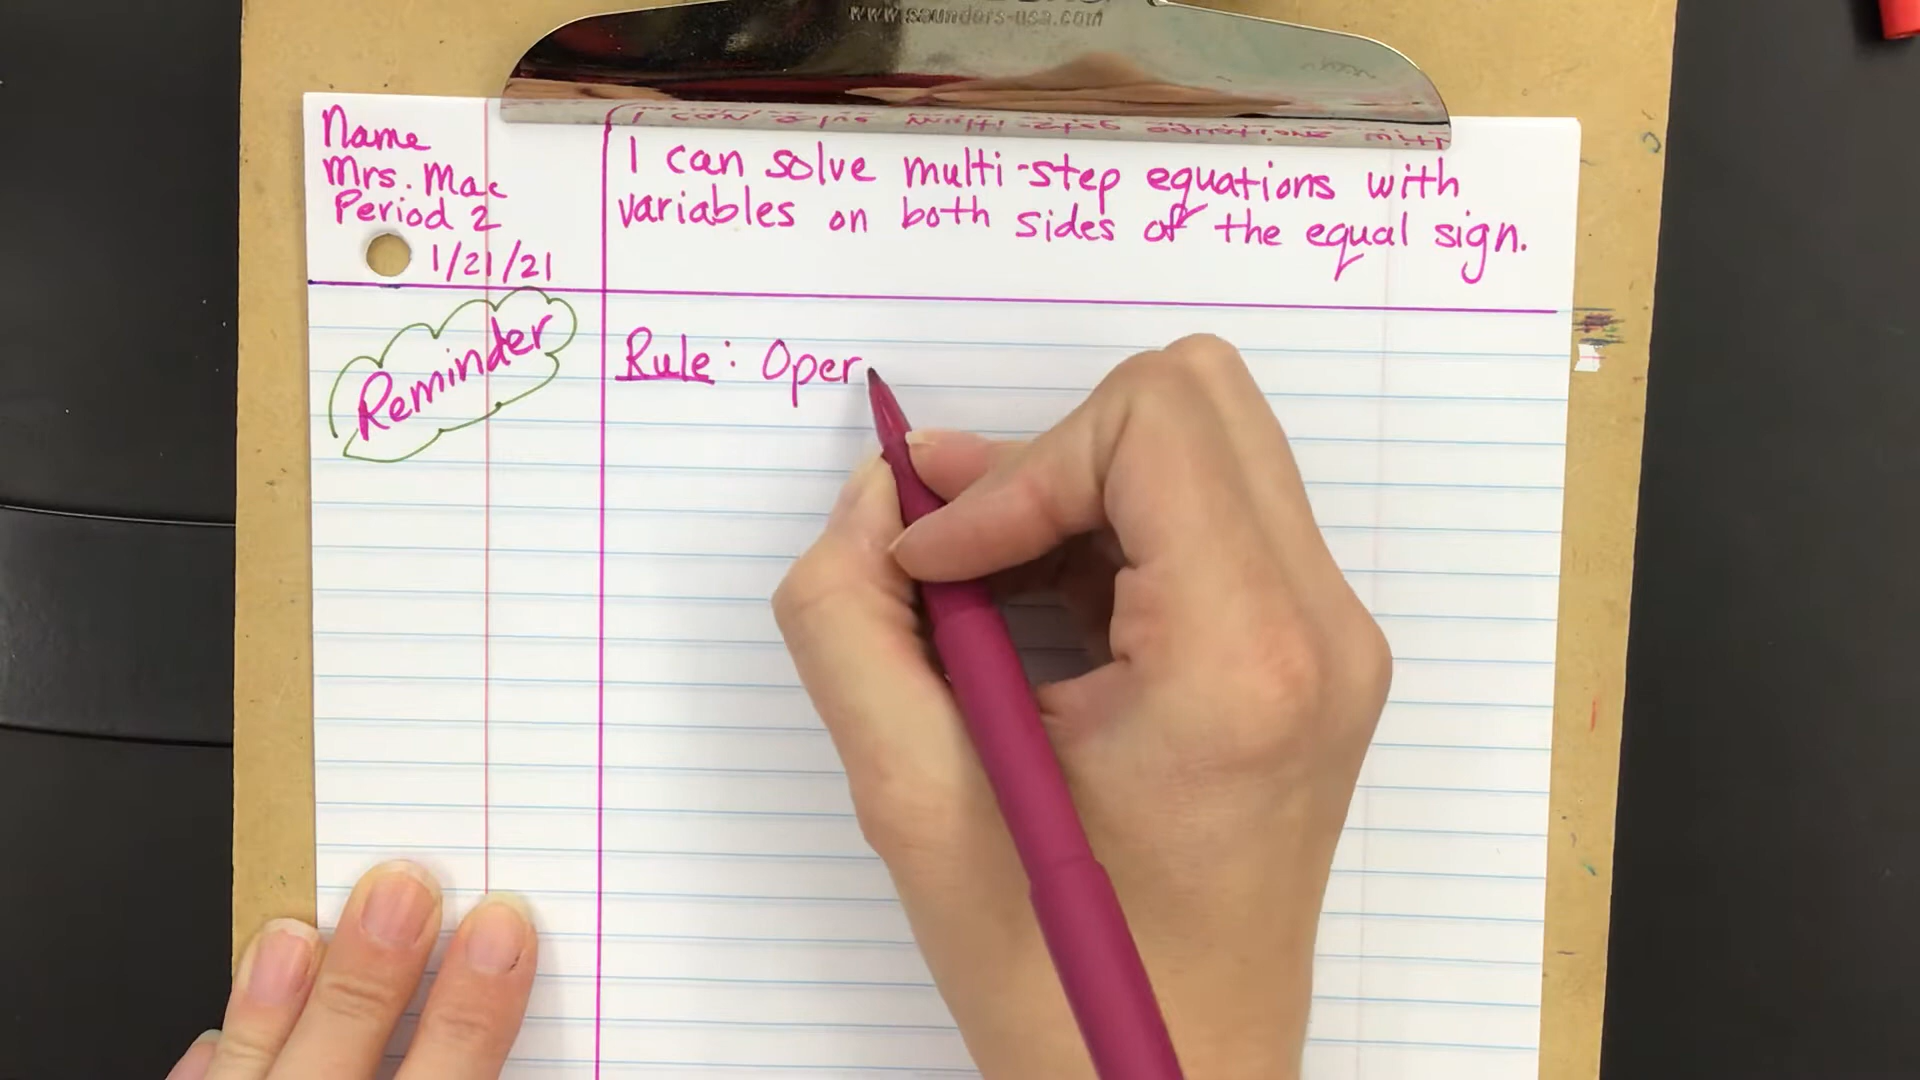 www.saunders-usa.com
Name
Mrs. Mac
Period 2
1/21/21
I can solve multi-step equations with
variables on both sides of the equal sign.
Reminder
Rule: Oper